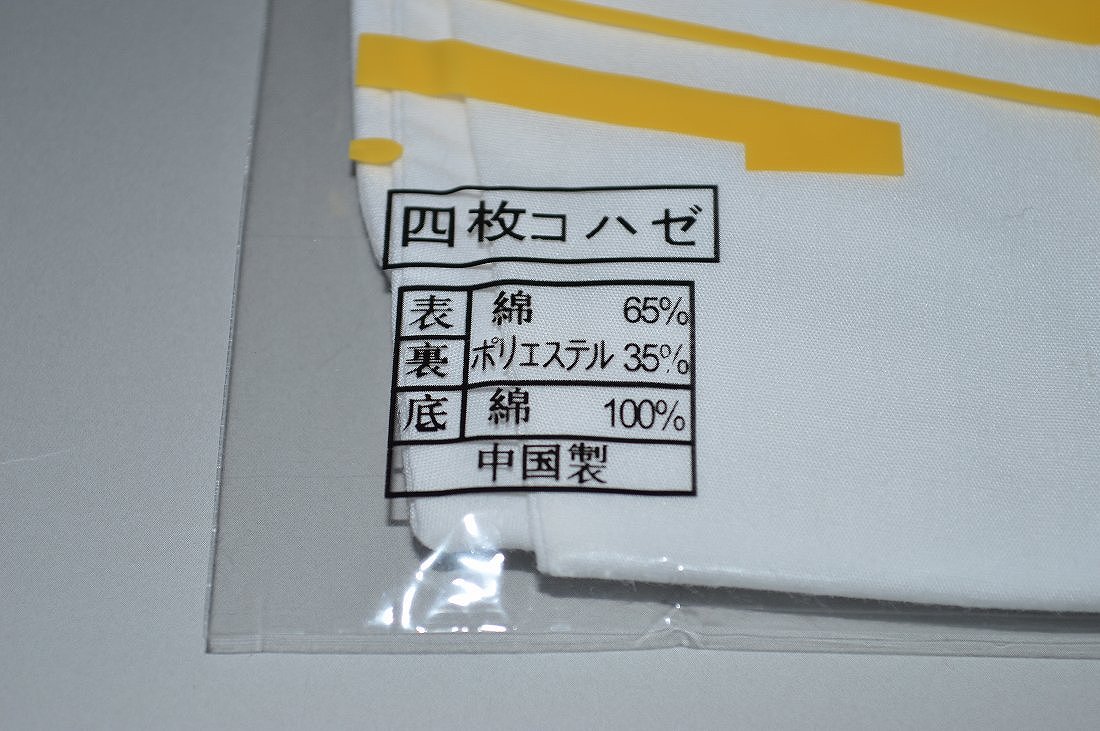 四枚コハゼ
表 綿 65%
裏 ポリエステル 35%
底 綿 100%
中国製